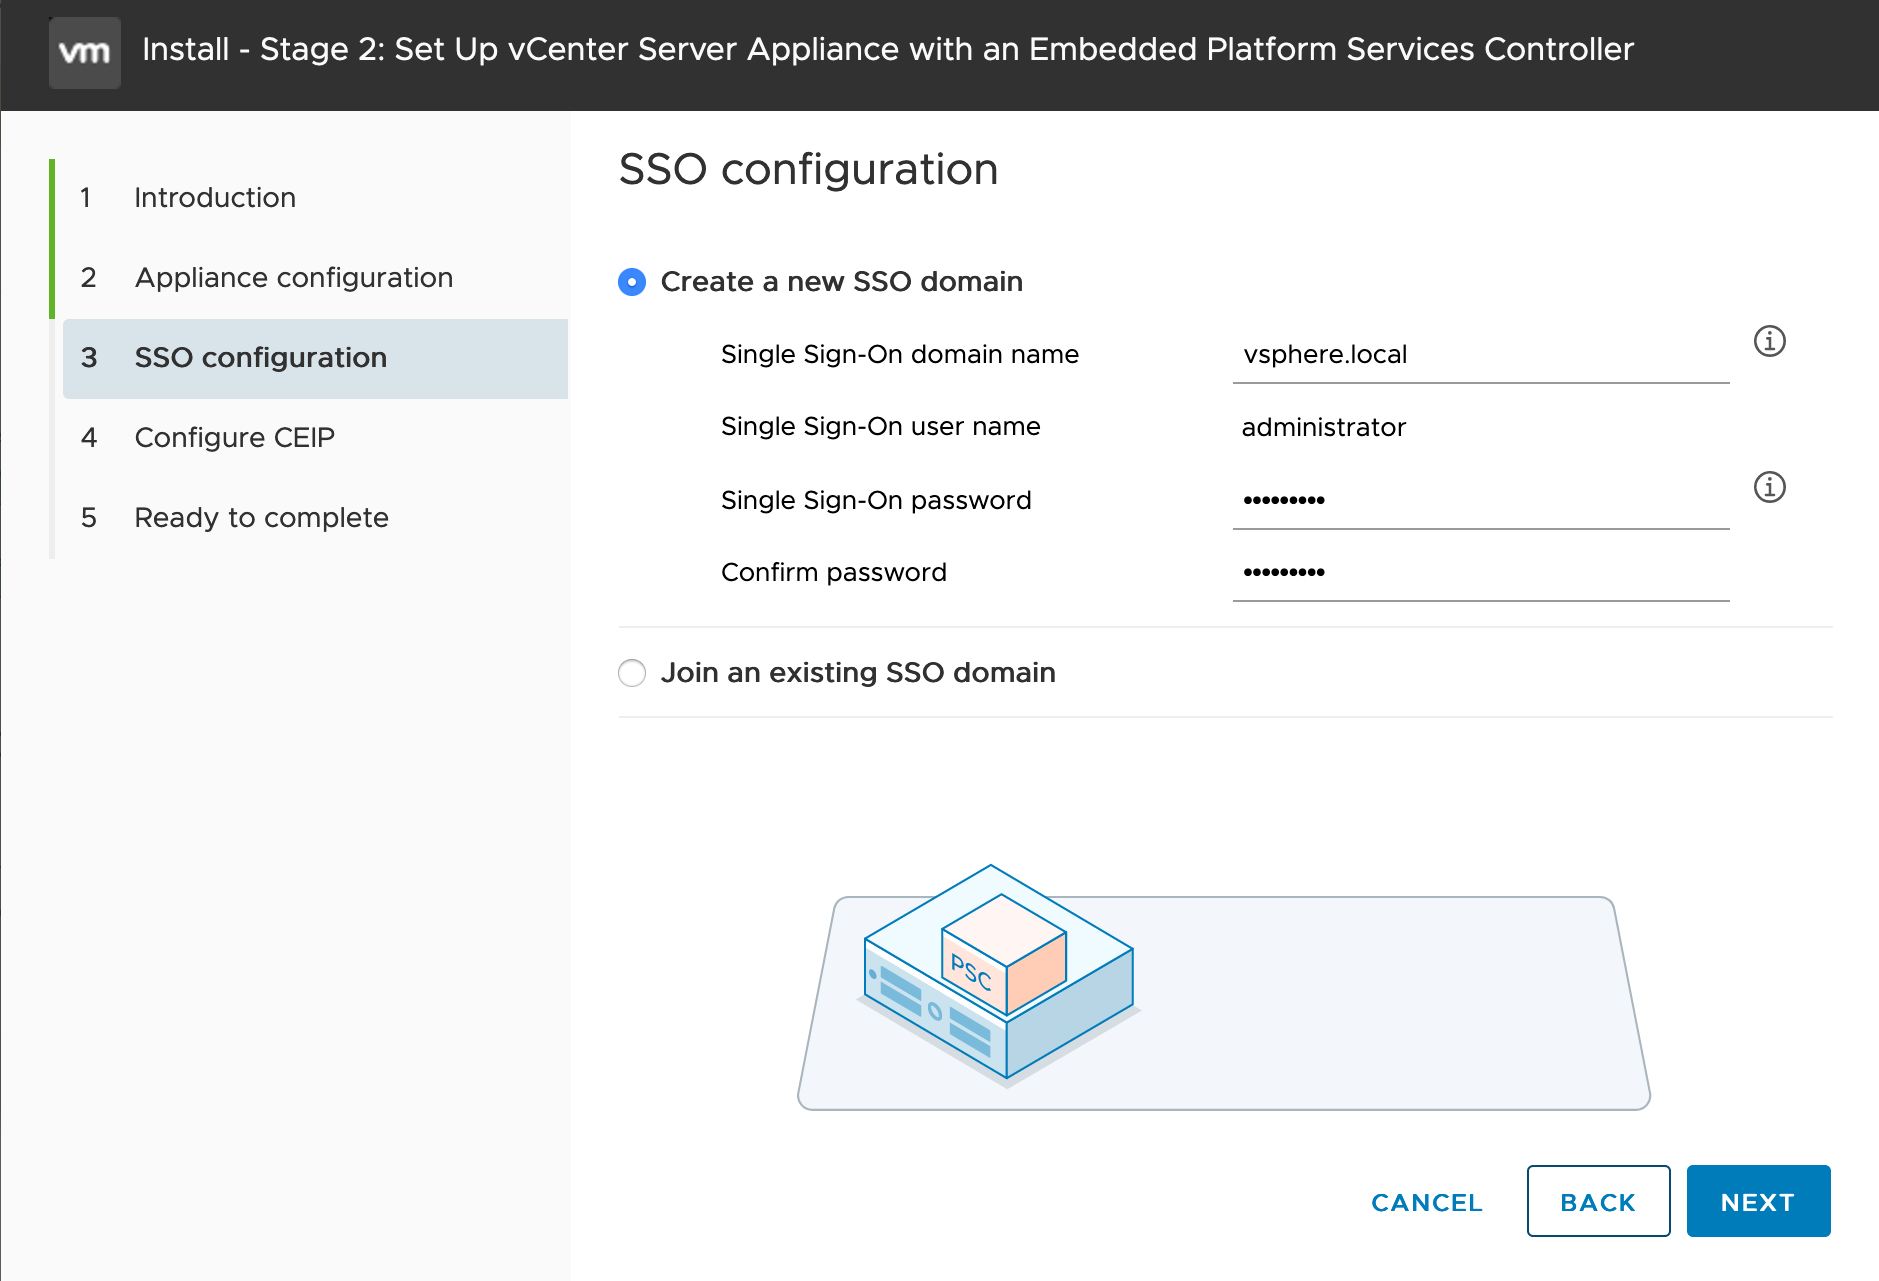 vm
Install - Stage 2: Set Up vCenter Server Appliance with an Embedded Platform Services Controller
1 Introduction
2 Appliance configuration
3 SSO configuration
4 Configure CEIP
5 Ready to complete
SSO configuration
Create a new SSO domain
Single Sign-On domain name vsphere.local
Single Sign-On user name administrator
Single Sign-On password •••••••••
Confirm password •••••••••
Join an existing SSO domain
PSC
CANCEL BACK NEXT